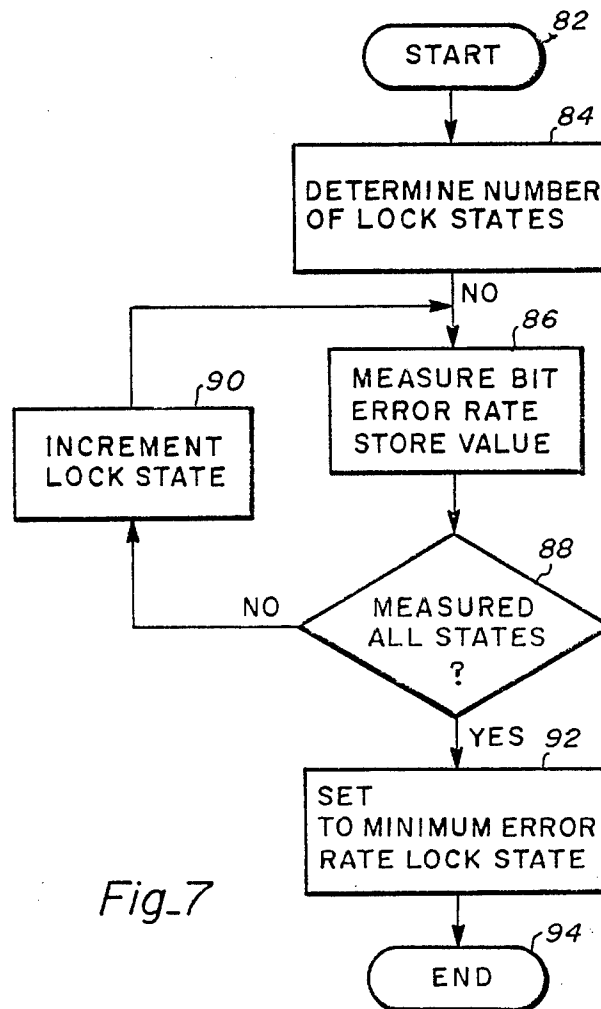 82
START
84
DETERMINE NUMBER
OF LOCK STATES
NO
86
MEASURE BIT
ERROR RATE
STORE VALUE
90
INCREMENT
LOCK STATE
88
MEASURED
ALL STATES
?
NO
YES
92
SET
TO MINIMUM ERROR
RATE LOCK STATE
94
END
Fig_7